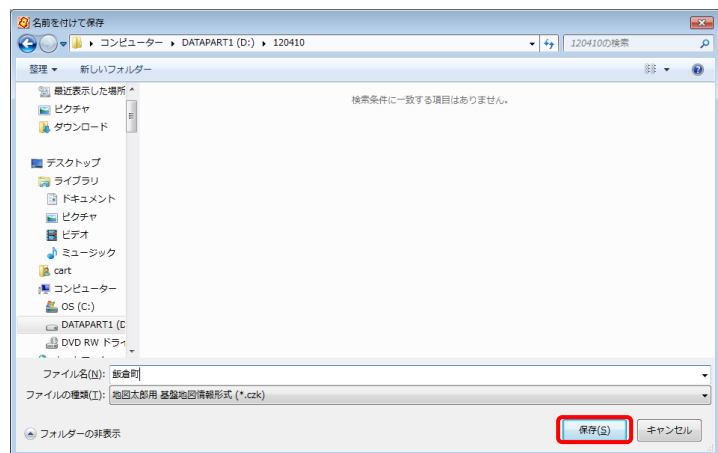 名前を付けて保存
コンピューター ▸ DATAPART1 (D:) ▸ 120410
120410の検索
整理 新しいフォルダー
最近表示した場所
ピクチャ
ダウンロード
デスクトップ
ライブラリ
ドキュメント
ピクチャ
ビデオ
ミュージック
cart
コンピューター
OS (C:)
DATAPART1 (D
DVD RW ドライ
検索条件に一致する項目はありません。
ファイル名(N): 飯倉町
ファイルの種類(T): 地図太郎用 基盤地図情報形式 (*.czk)
フォルダーの非表示
保存(S) キャンセル